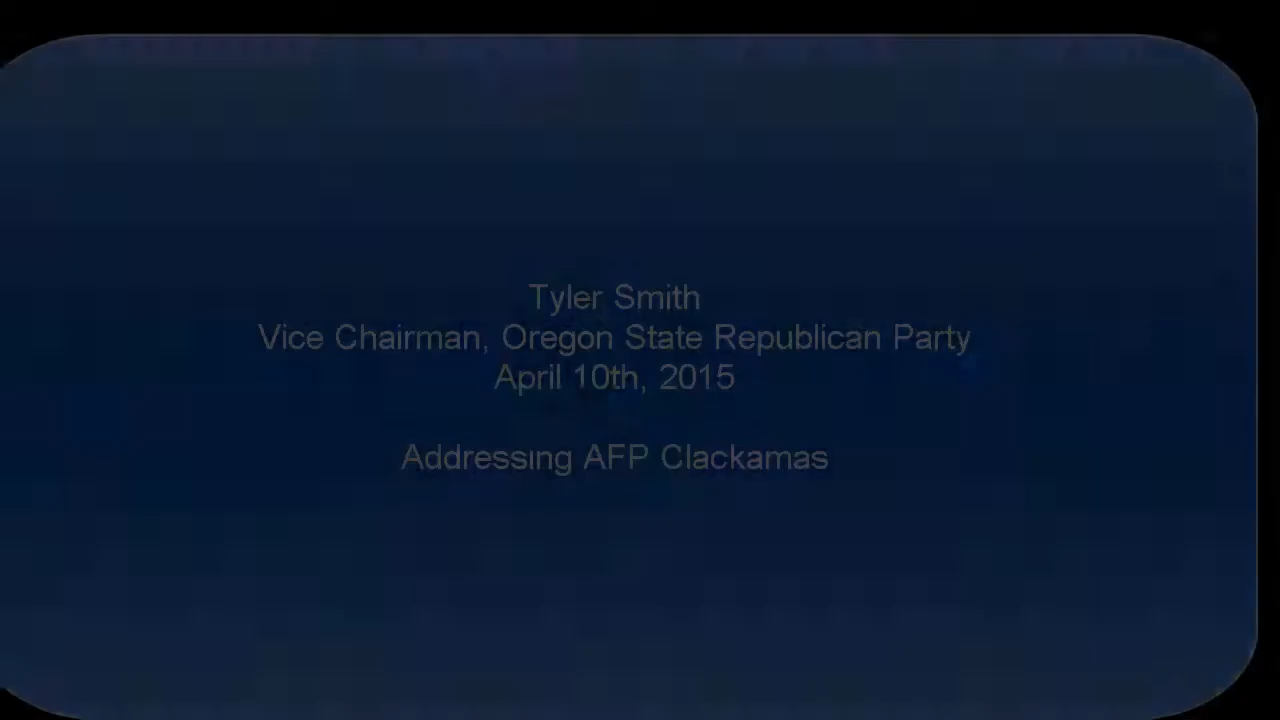 Tyler Smith
Vice Chairman, Oregon State Republican Party
April 10th, 2015
Addressing AFP Clackamas